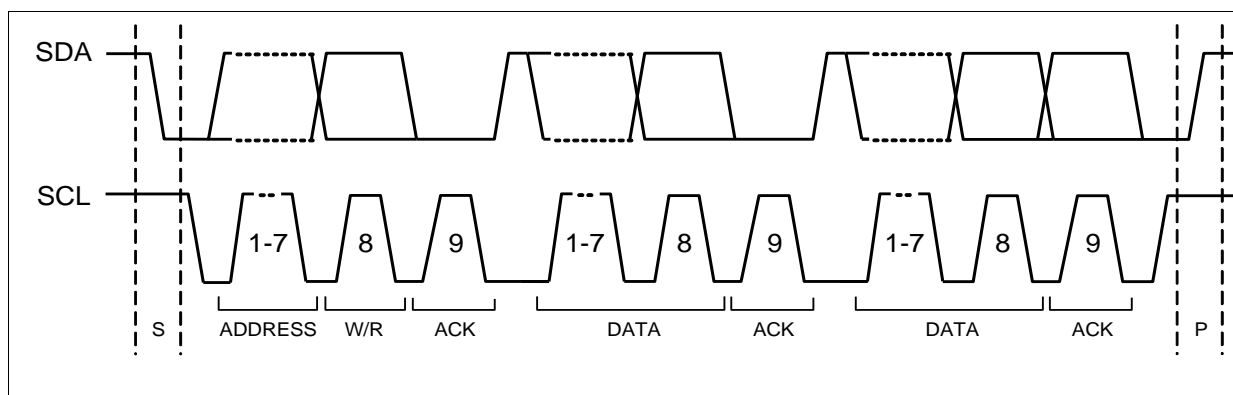 SDA
SCL
1-7 8 9 1-7 8 9 1-7 8 9
S ADDRESS W/R ACK DATA ACK DATA ACK P